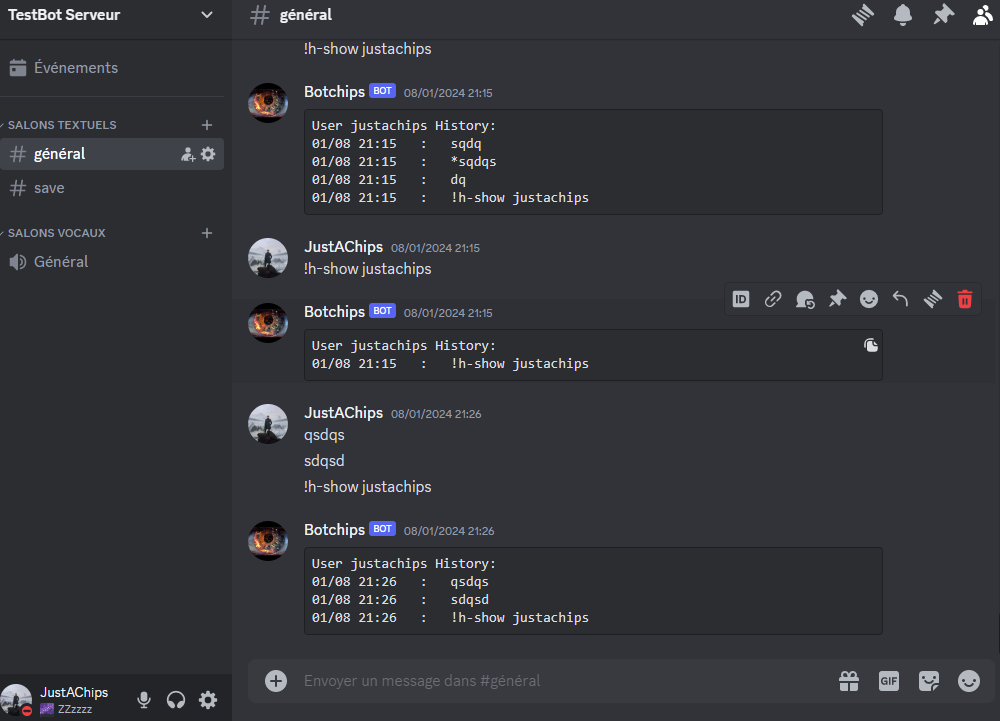 TestBot Serveur
Événements
SALONS TEXTUELS
général
save
SALONS VOCAUX
Général
JustAChips
ZZzzzz
général
!h-show justachips
Botchips BOT 08/01/2024 21:15
User justachips History:
01/08 21:15 : sqdq
01/08 21:15 : *sqdqs
01/08 21:15 : dq
01/08 21:15 : !h-show justachips
JustAChips 08/01/2024 21:15
!h-show justachips
ID
Botchips BOT 08/01/2024 21:15
User justachips History:
01/08 21:15 : !h-show justachips
JustAChips 08/01/2024 21:26
qsdqs
sdqsd
!h-show justachips
Botchips BOT 08/01/2024 21:26
User justachips History:
01/08 21:26 : qsdqs
01/08 21:26 : sdqsd
01/08 21:26 : !h-show justachips
Envoyer un message dans #général
GIF